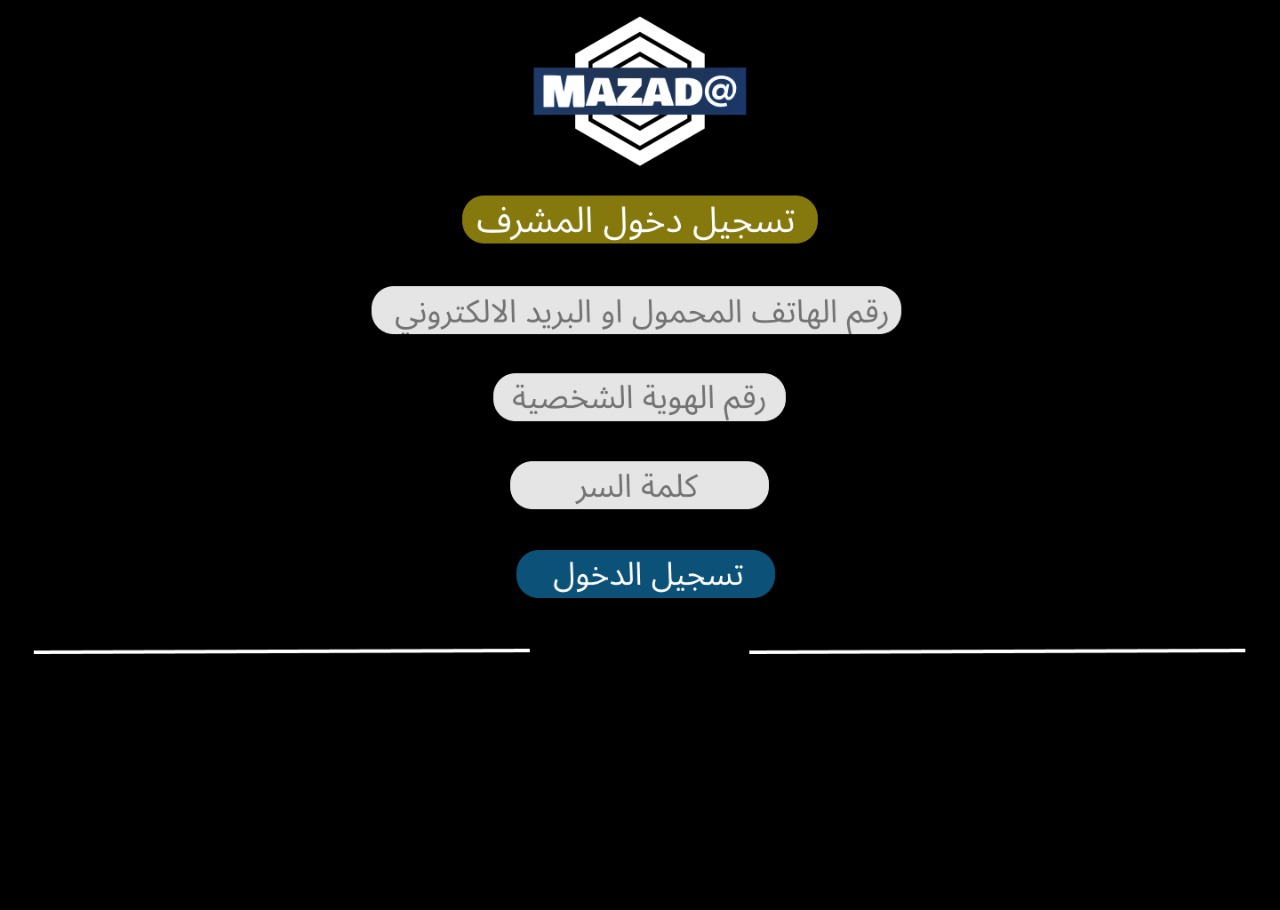 MAZAD@
تسجيل دخول المشرف
رقم الهاتف المحمول او البريد الالكتروني
رقم الهوية الشخصية
كلمة السر
تسجيل الدخول